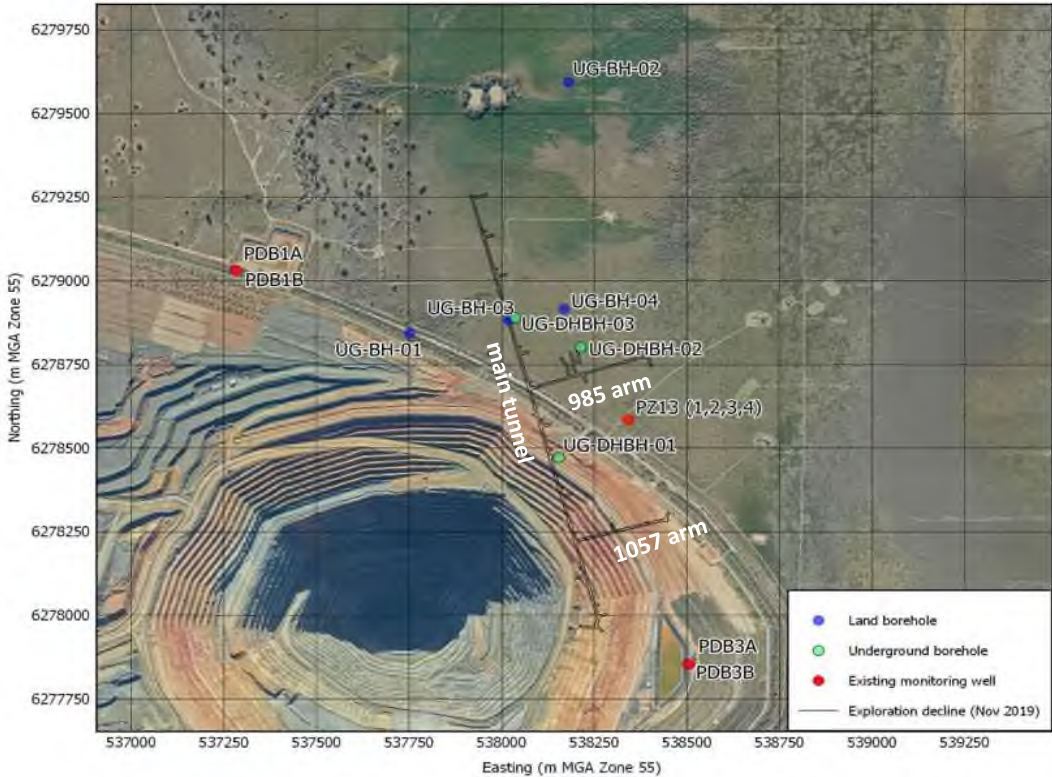 6279750
6279500
6279250
6279000
6278750
6278500
6278250
6278000
6277750
Northing (m MGA Zone 55)
UG-BH-02
PDB1A
PDB1B
UG-BH-03
UG-BH-04
UG-DHBH-03
UG-BH-01
UG-DHBH-02
main tunnel
985 arm
PZ13 (1,2,3,4)
UG-DHBH-01
1057 arm
PDB3A
PDB3B
Land borehole
Underground borehole
Existing monitoring well
Exploration decline (Nov 2019)
537000 537250 537500 537750 538000 538250 538500 538750 539000 539250
Easting (m MGA Zone 55)